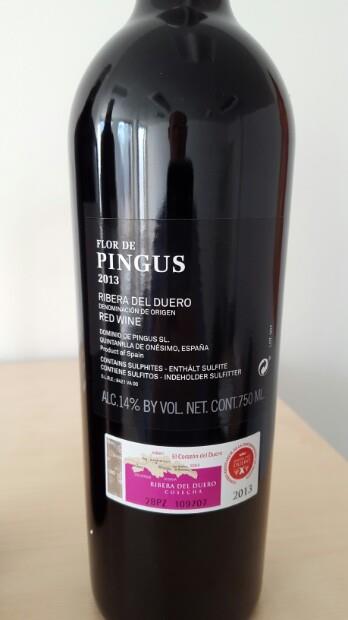 FLOR DE
PINGUS
2013
RIBERA DEL DUERO
DENOMINACIÓN DE ORIGEN
RED WINE
DOMINIO DE PINGUS SL.
QUINTANILLA DE ONÉSIMO, ESPAÑA
Product of Spain
CONTAINS SULPHITES - ENTHÄLT SULFITE
CONTIENE SULFITOS - INDEHOLDER SULFITTER
ALC.14% BY VOL. NET. CONT.750 ML.
El Corazón del Duero
RIBERA DEL DUERO
COSECHA
2013
2BPZ 109707